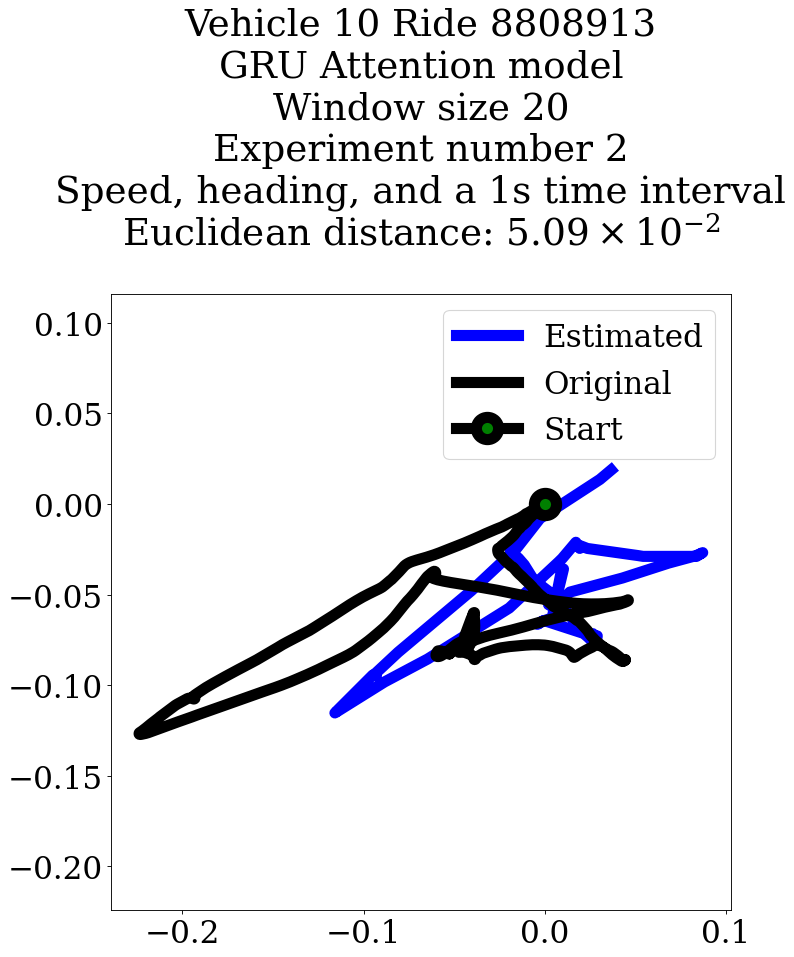 Vehicle 10 Ride 8808913
GRU Attention model
Window size 20
Experiment number 2
Speed, heading, and a 1s time interval
Euclidean distance: 5.09 × 10⁻²
Estimated
Original
Start
0.10
0.05
0.00
−0.05
−0.10
−0.15
−0.20
−0.2 −0.1 0.0 0.1